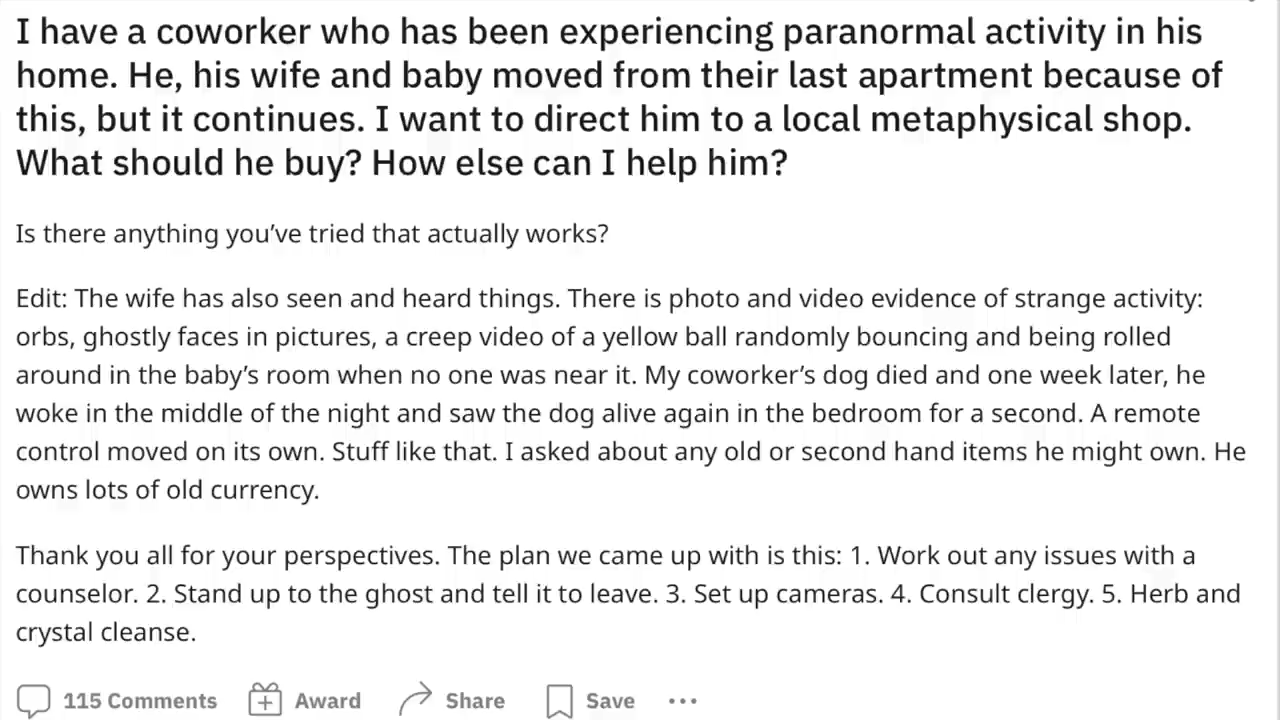 I have a coworker who has been experiencing paranormal activity in his
home. He, his wife and baby moved from their last apartment because of
this, but it continues. I want to direct him to a local metaphysical shop.
What should he buy? How else can I help him?
Is there anything you’ve tried that actually works?
Edit: The wife has also seen and heard things. There is photo and video evidence of strange activity:
orbs, ghostly faces in pictures, a creep video of a yellow ball randomly bouncing and being rolled
around in the baby’s room when no one was near it. My coworker’s dog died and one week later, he
woke in the middle of the night and saw the dog alive again in the bedroom for a second. A remote
control moved on its own. Stuff like that. I asked about any old or second hand items he might own. He
owns lots of old currency.
Thank you all for your perspectives. The plan we came up with is this: 1. Work out any issues with a
counselor. 2. Stand up to the ghost and tell it to leave. 3. Set up cameras. 4. Consult clergy. 5. Herb and
crystal cleanse.
115 Comments Award Share Save